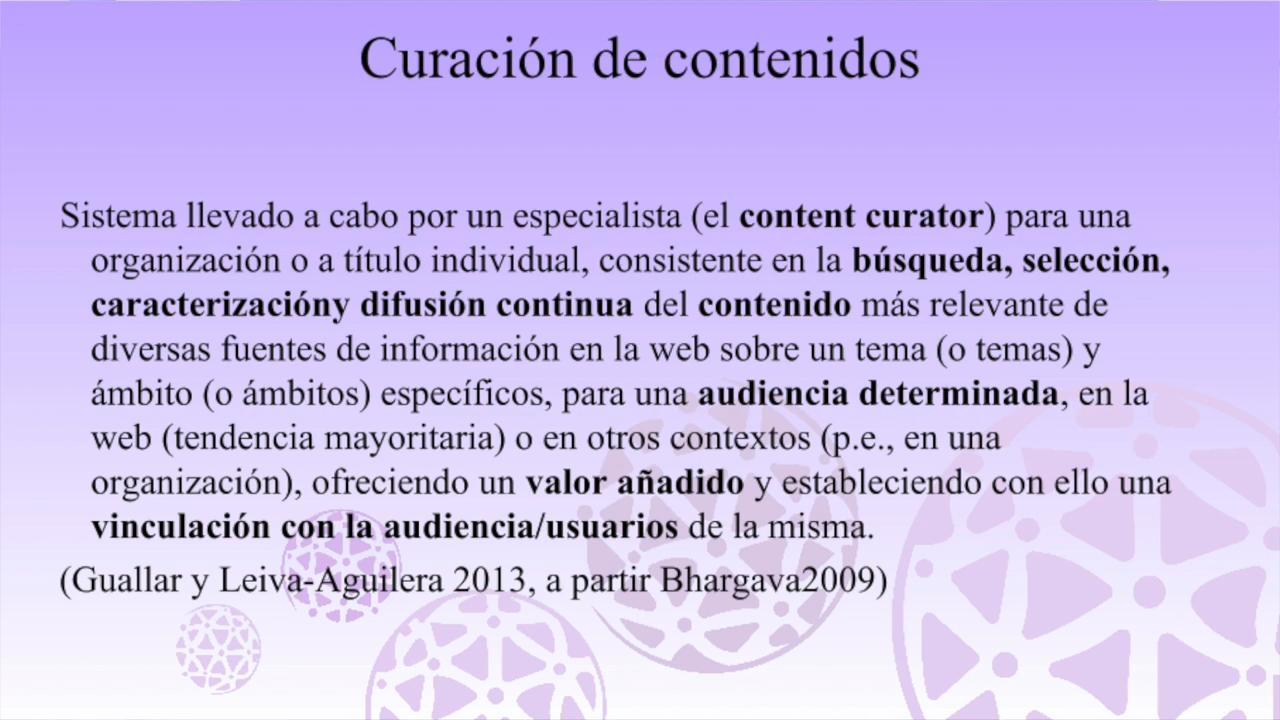 Curación de contenidos
Sistema llevado a cabo por un especialista (el content curator) para una
organización o a título individual, consistente en la búsqueda, selección,
caracterizacióny difusión continua del contenido más relevante de
diversas fuentes de información en la web sobre un tema (o temas) y
ámbito (o ámbitos) específicos, para una audiencia determinada, en la
web (tendencia mayoritaria) o en otros contextos (p.e., en una
organización), ofreciendo un valor añadido y estableciendo con ello una
vinculación con la audiencia/usuarios de la misma.
(Guallar y Leiva-Aguilera 2013, a partir Bhargava2009)